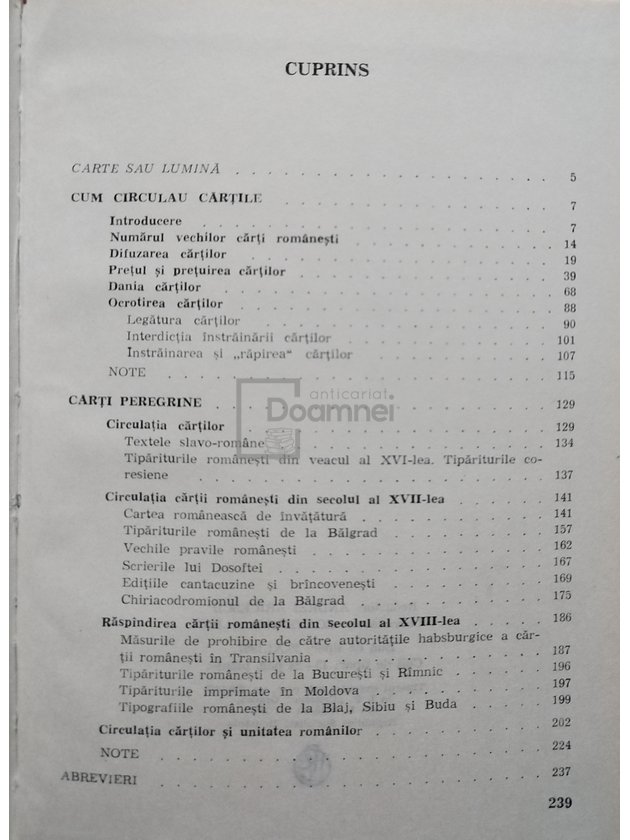 CUPRINS
CARTE SAU LUMINĂ . . . . . . . . . . . . . . . . . . 5
CUM CIRCULAU CĂRȚILE . . . . . . . . . . . . . . . 7
Introducere . . . . . . . . . . . . . . . . . . 7
Numărul vechilor cărți românești . . . . . . . . . . 14
Difuzarea cărților . . . . . . . . . . . . . . . . 19
Prețul și prețuirea cărților . . . . . . . . . . . . . 39
Dania cărților . . . . . . . . . . . . . . . . . . 68
Ocrotirea cărților . . . . . . . . . . . . . . . . 88
Legătura cărților . . . . . . . . . . . . . . . 90
Interdicția înstrăinării cărților . . . . . . . . . . 101
Instrăinarea și „răpirea“ cărților . . . . . . . . . 107
NOTE . . . . . . . . . . . . . . . . . . . . 115
anticariat
Doamnei
CĂRȚI PEREGRINE . . . . . . . . . . . . . . . . . 129
Circulația cărților . . . . . . . . . . . . . . . . 129
Textele slavo-române . . . . . . . . . . . . . . 134
Tipăriturile românești din veacul al XVI-lea. Tipăriturile co-
resiene . . . . . . . . . . . . . . . . . . 137
Circulația cărții românești din secolul al XVII-lea . . . . . 141
Cartea românească de învățătură . . . . . . . . . . 141
Tipăriturile românești de la Bălgrad . . . . . . . . . 157
Vechile pravile românești . . . . . . . . . . . . . 162
Scrierile lui Dosoftei . . . . . . . . . . . . . . 167
Edițiile cantacuzine și brîncovenești . . . . . . . . . 169
Chiriacodromionul de la Bălgrad . . . . . . . . . . 175
Răspîndirea cărții românești din secolul al XVIII-lea . . . . . 186
Măsurile de prohibire de către autoritățile habsburgice a căr-
ții românești în Transilvania . . . . . . . . . . . 187
Tipăriturile românești de la București și Rîmnic . . . . . 196
Tipăriturile imprimate în Moldova . . . . . . . . . 197
Tipografiile românești de la Blaj, Sibiu și Buda . . . . . 199
Circulația cărților și unitatea românilor . . . . . . . . . 202
NOTE . . . . . . . . . . . . . . . . . . . . 224
ABREVIERI . . . . . . . . . . . . . . . . . . . . 237
239